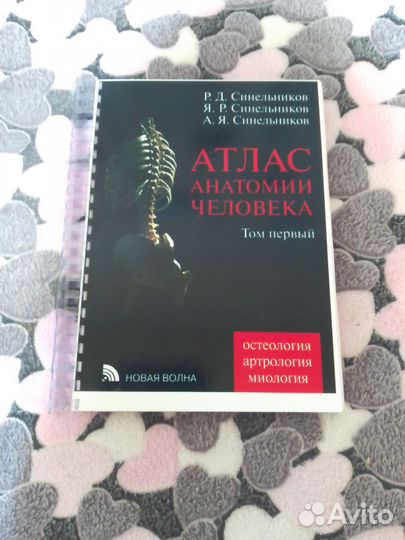 Р. Д. Синельников
Я. Р. Синельников
А. Я. Синельников
АТЛАС
АНАТОМИИ
ЧЕЛОВЕКА
Том первый
остеология
артрология
миология
НОВАЯ ВОЛНА
Avito